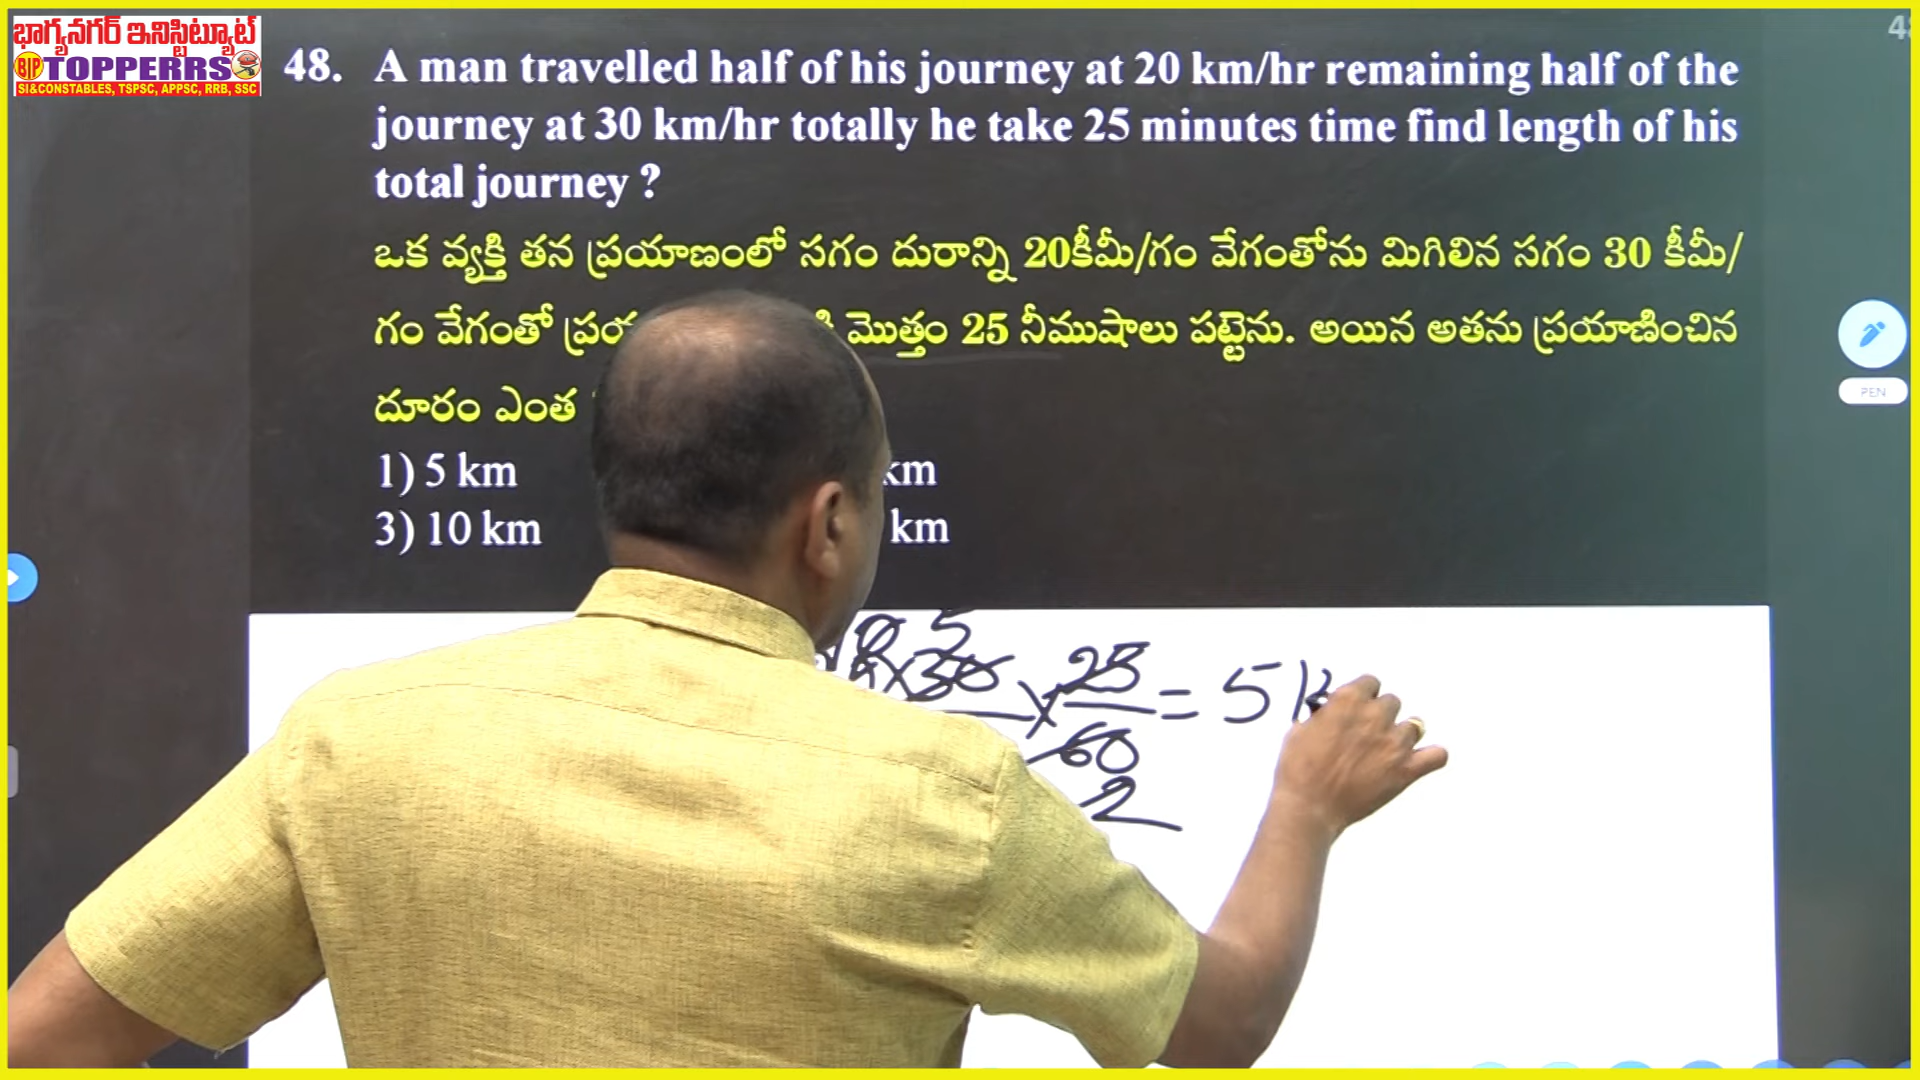 భాగ్యనగర్ ఇనిస్టిట్యూట్
BIP TOPPERRS
SI&CONSTABLES, TSPSC, APPSC, RRB, SSC
48. A man travelled half of his journey at 20 km/hr remaining half of the
journey at 30 km/hr totally he take 25 minutes time find length of his
total journey ?
ఒక వ్యక్తి తన ప్రయాణంలో సగం దురాన్ని 20కీమీ/గం వేగంతోను మిగిలిన సగం 30 కీమీ/
గం వేగంతో మొత్తం 25 నీముషాలు పట్టెను. అయిన అతను ప్రయాణించిన
దూరం ఎంత
1) 5 km km
3) 10 km km
5
30 × 25 = 5
60
2
PEN